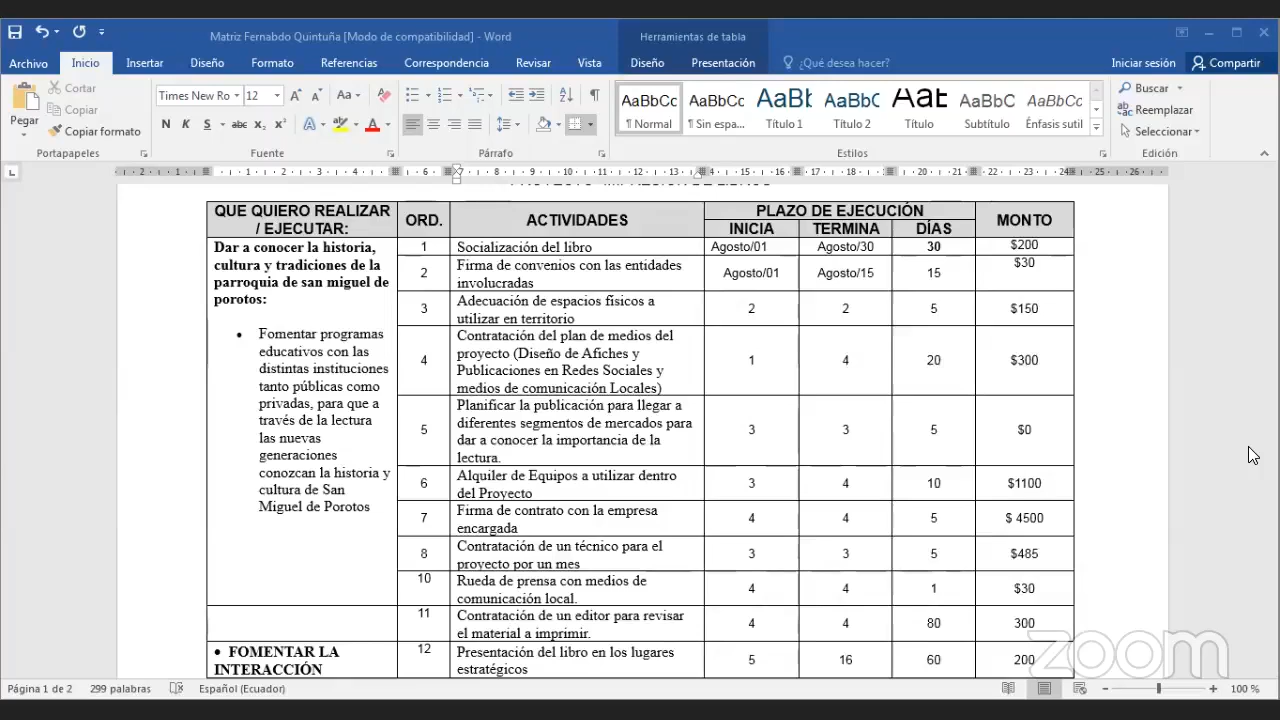 Matriz Fernabdo Quintuña [Modo de compatibilidad] - Word
Herramientas de tabla
Archivo Inicio Insertar Diseño Formato Referencias Correspondencia Revisar Vista Diseño Presentación ¿Qué desea hacer? Iniciar sesión Compartir
Pegar
Cortar
Copiar
Copiar formato
Portapapeles
Times New Ro 12
N K S abc x₂ x²
Fuente
Párrafo
AaBbCc AaBbCc AaBbC AaBbC AaB AaBbC AaBbCc
¶ Normal ¶ Sin espa... Título 1 Título 2 Título Subtítulo Énfasis sutil
Estilos
Buscar
Reemplazar
Seleccionar
Edición
QUE QUIERO REALIZAR / EJECUTAR:
ORD.
ACTIVIDADES
PLAZO DE EJECUCIÓN
INICIA TERMINA DÍAS
MONTO
Dar a conocer la historia,
cultura y tradiciones de la
parroquia de san miguel de
porotos:
• Fomentar programas
educativos con las
distintas instituciones
tanto públicas como
privadas, para que a
través de la lectura
las nuevas
generaciones
conozcan la historia y
cultura de San
Miguel de Porotos
1 Socialización del libro Agosto/01 Agosto/30 30 $200
2 Firma de convenios con las entidades
involucradas Agosto/01 Agosto/15 15 $30
3 Adecuación de espacios físicos a
utilizar en territorio 2 2 5 $150
4 Contratación del plan de medios del
proyecto (Diseño de Afiches y
Publicaciones en Redes Sociales y
medios de comunicación Locales) 1 4 20 $300
5 Planificar la publicación para llegar a
diferentes segmentos de mercados para
dar a conocer la importancia de la
lectura. 3 3 5 $0
6 Alquiler de Equipos a utilizar dentro
del Proyecto 3 4 10 $1100
7 Firma de contrato con la empresa
encargada 4 4 5 $ 4500
8 Contratación de un técnico para el
proyecto por un mes 3 3 5 $485
10 Rueda de prensa con medios de
comunicación local. 4 4 1 $30
11 Contratación de un editor para revisar
el material a imprimir. 4 4 80 300
• FOMENTAR LA
INTERACCIÓN
12 Presentación del libro en los lugares
estratégicos 5 16 60 200
zoom
Página 1 de 2 299 palabras Español (Ecuador) 100 %